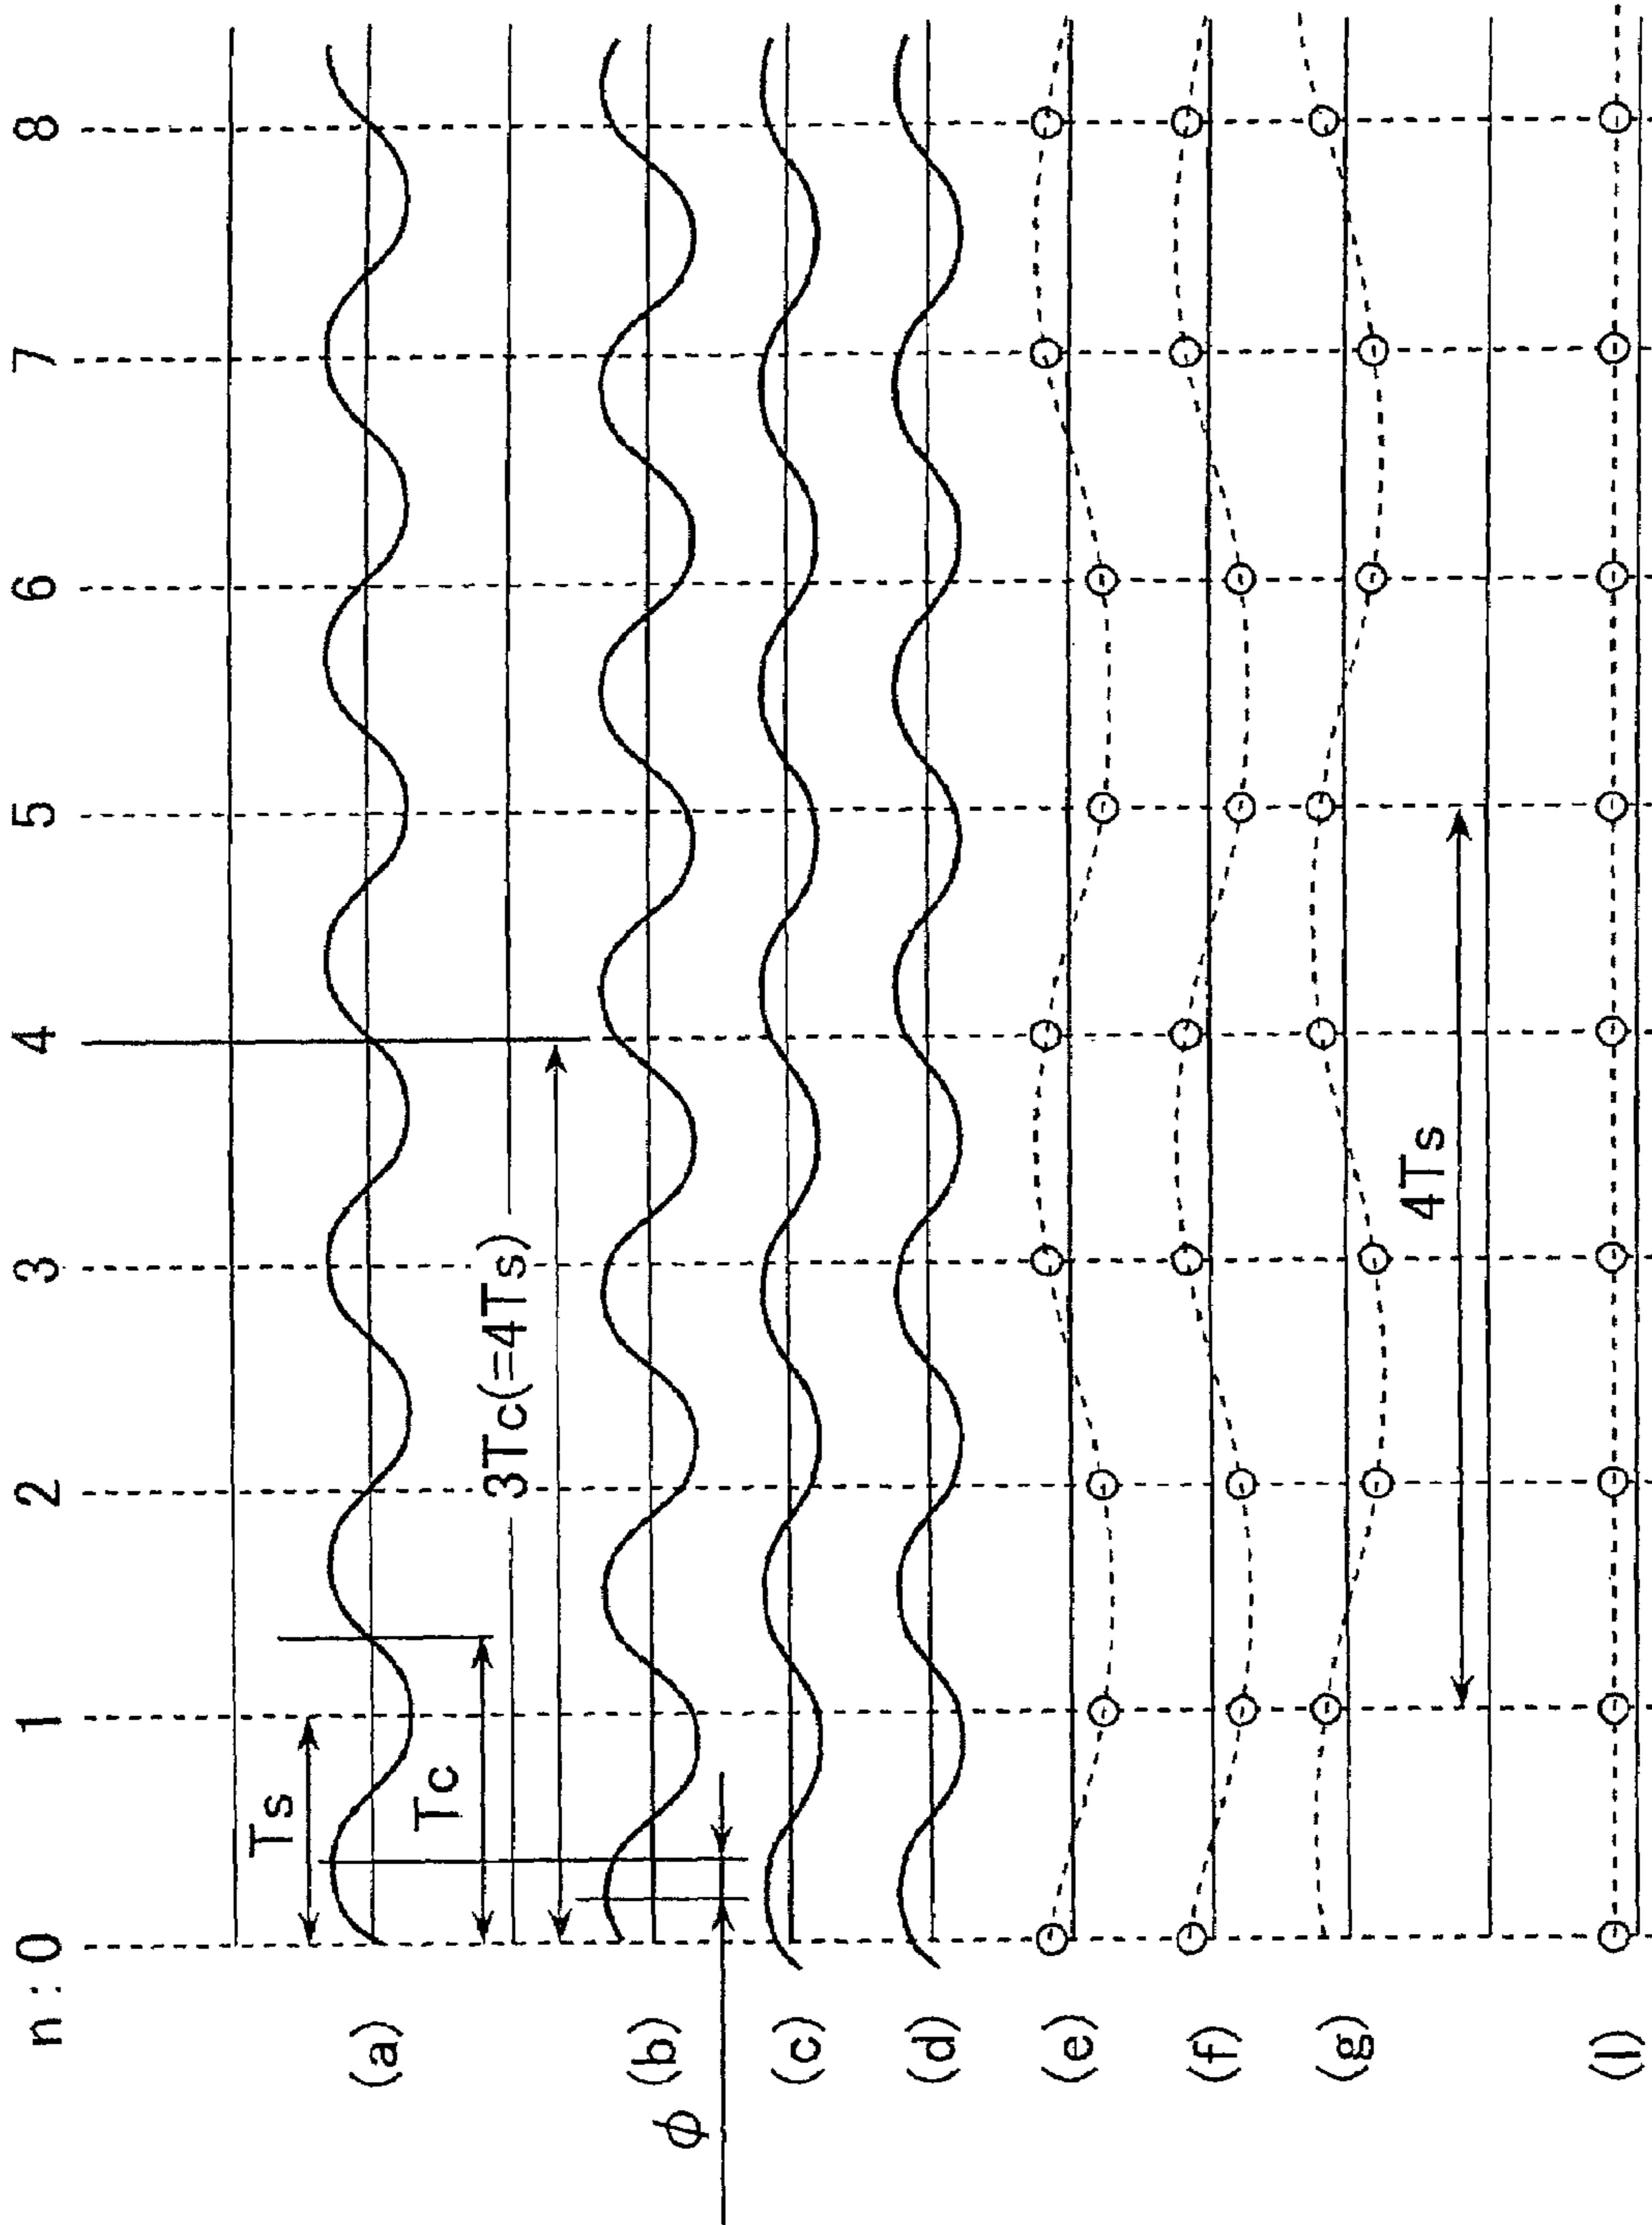 n : 0 1 2 3 4 5 6 7 8
Ts
(a)
Tc
3Tc(=4Ts)
(b)
ϕ
(c)
(d)
(e)
(f)
(g)
4Ts
(l)